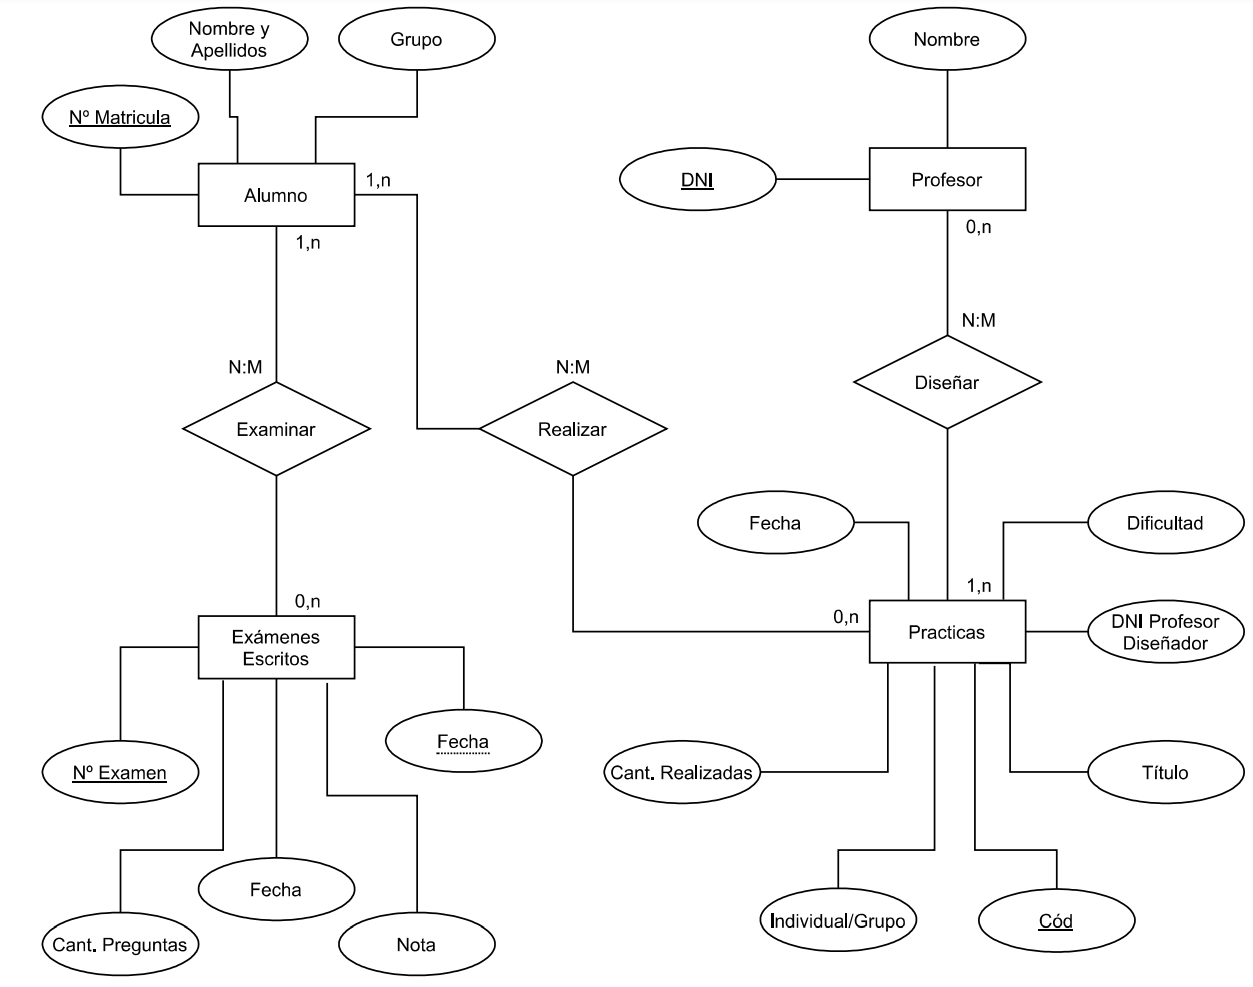 Nombre y
Apellidos
Grupo
Nombre
Nº Matricula
DNI
Profesor
Alumno
1,n
1,n
0,n
N:M
N:M
N:M
Diseñar
Examinar
Realizar
Fecha
Dificultad
0,n
1,n
0,n
Exámenes
Escritos
Practicas
DNI Profesor
Diseñador
Fecha
Nº Examen
Cant. Realizadas
Título
Fecha
Individual/Grupo
Cód
Cant. Preguntas
Nota